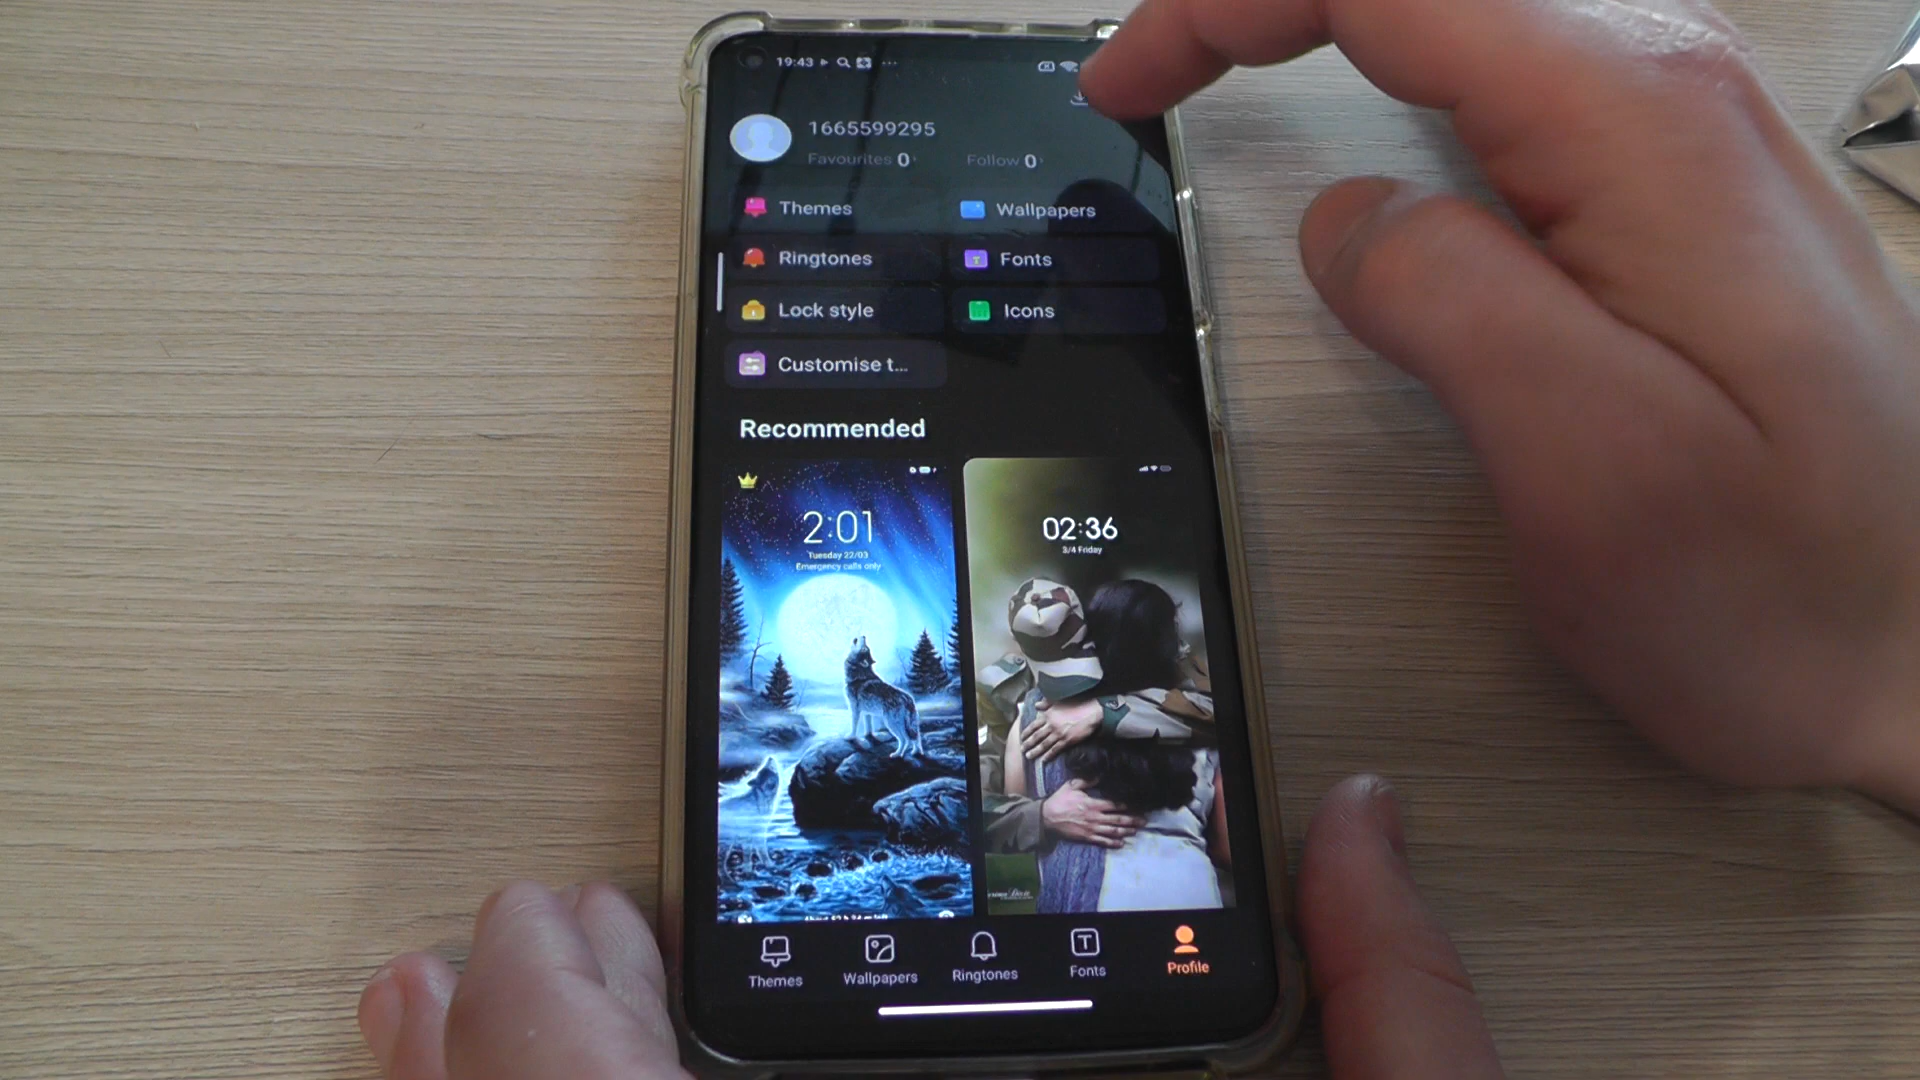 19:43
1665599295
Favourites 0 Follow 0
Themes Wallpapers
Ringtones Fonts
Lock style Icons
Customise t...
Recommended
2:01
Tuesday 22/03
Emergency calls only
02:36
3/4 Friday
Themes Wallpapers Ringtones Fonts Profile